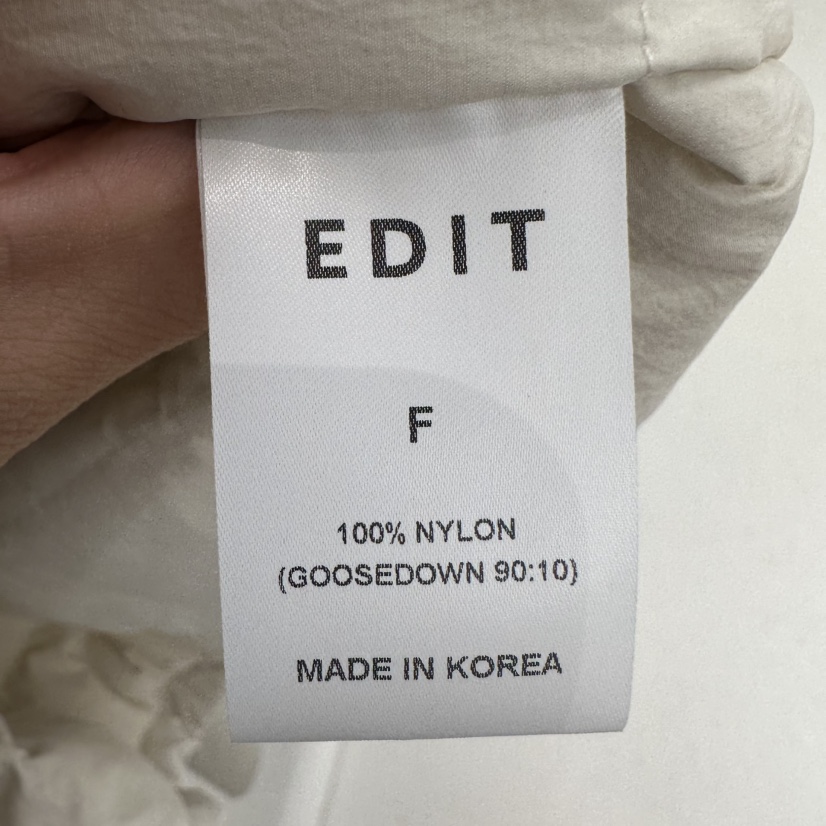 EDIT
F
100% NYLON
(GOOSEDOWN 90:10)
MADE IN KOREA